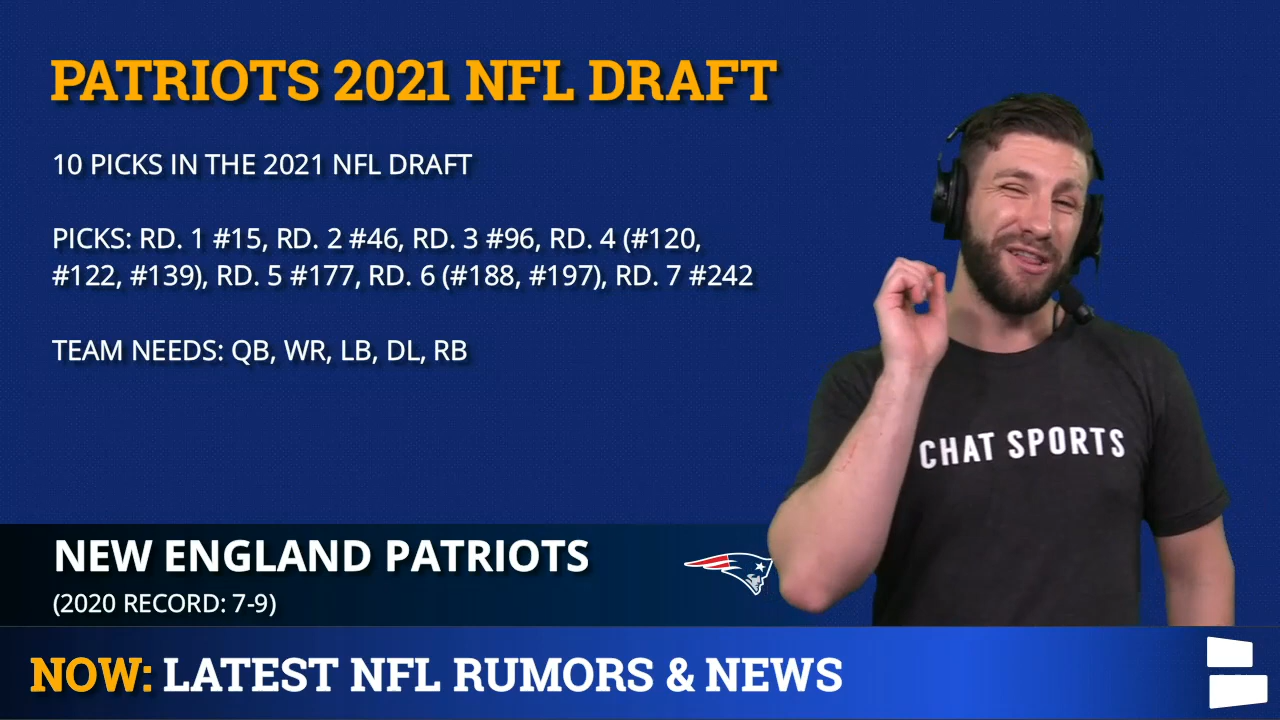 PATRIOTS 2021 NFL DRAFT
10 PICKS IN THE 2021 NFL DRAFT
PICKS: RD. 1 #15, RD. 2 #46, RD. 3 #96, RD. 4 (#120,
#122, #139), RD. 5 #177, RD. 6 (#188, #197), RD. 7 #242
TEAM NEEDS: QB, WR, LB, DL, RB
CHAT SPORTS
NEW ENGLAND PATRIOTS
(2020 RECORD: 7-9)
NOW: LATEST NFL RUMORS & NEWS